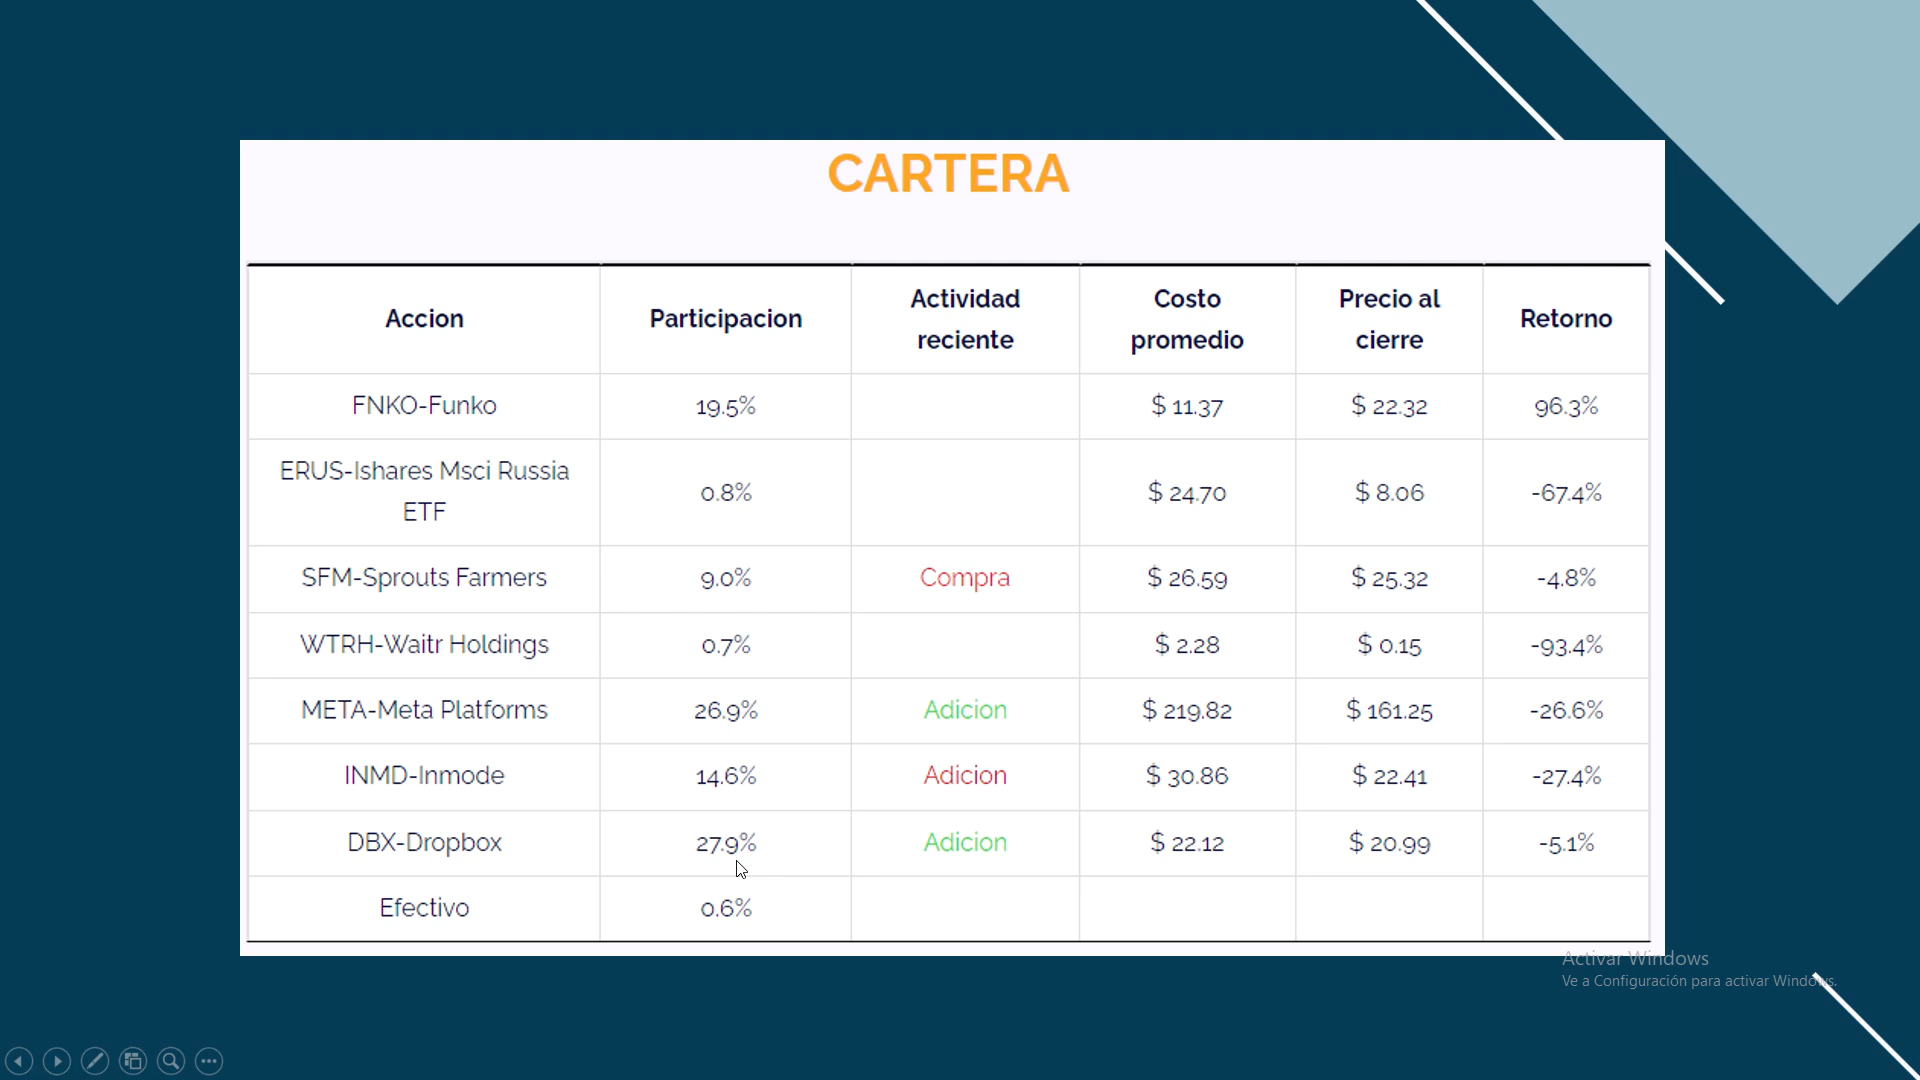 CARTERA
Accion Participacion Actividad reciente Costo promedio Precio al cierre Retorno
FNKO-Funko 19.5% $ 11.37 $ 22.32 96.3%
ERUS-Ishares Msci Russia ETF 0.8% $ 24.70 $ 8.06 -67.4%
SFM-Sprouts Farmers 9.0% Compra $ 26.59 $ 25.32 -4.8%
WTRH-Waitr Holdings 0.7% $ 2.28 $ 0.15 -93.4%
META-Meta Platforms 26.9% Adicion $ 219.82 $ 161.25 -26.6%
INMD-Inmode 14.6% Adicion $ 30.86 $ 22.41 -27.4%
DBX-Dropbox 27.9% Adicion $ 22.12 $ 20.99 -5.1%
Efectivo 0.6%
Activar Windows
Ve a Configuración para activar Windows.